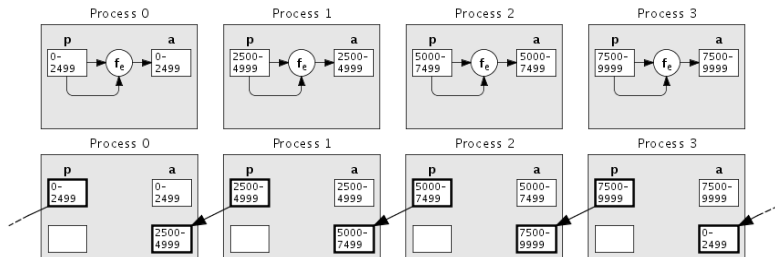 Process 0 Process 1 Process 2 Process 3
p a p a p a p a
0- 0- 2500- 2500- 5000- 5000- 7500- 7500-
2499 fe 2499 4999 fe 4999 7499 fe 7499 9999 fe 9999
Process 0 Process 1 Process 2 Process 3
p a p a p a p a
0- 0- 2500- 2500- 5000- 5000- 7500- 7500-
2499 2499 4999 4999 7499 7499 9999 9999
2500- 5000- 7500- 0-
4999 7499 9999 2499